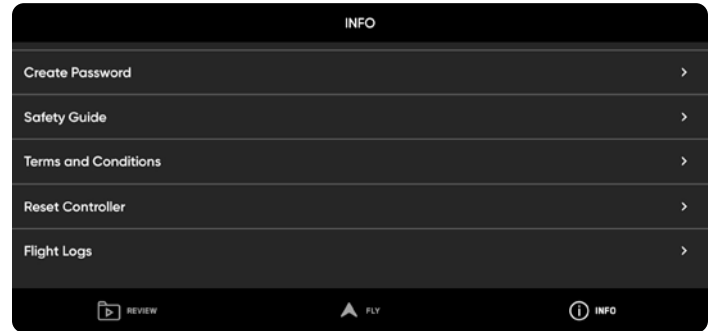 INFO
Create Password
Safety Guide
Terms and Conditions
Reset Controller
Flight Logs
REVIEW FLY INFO